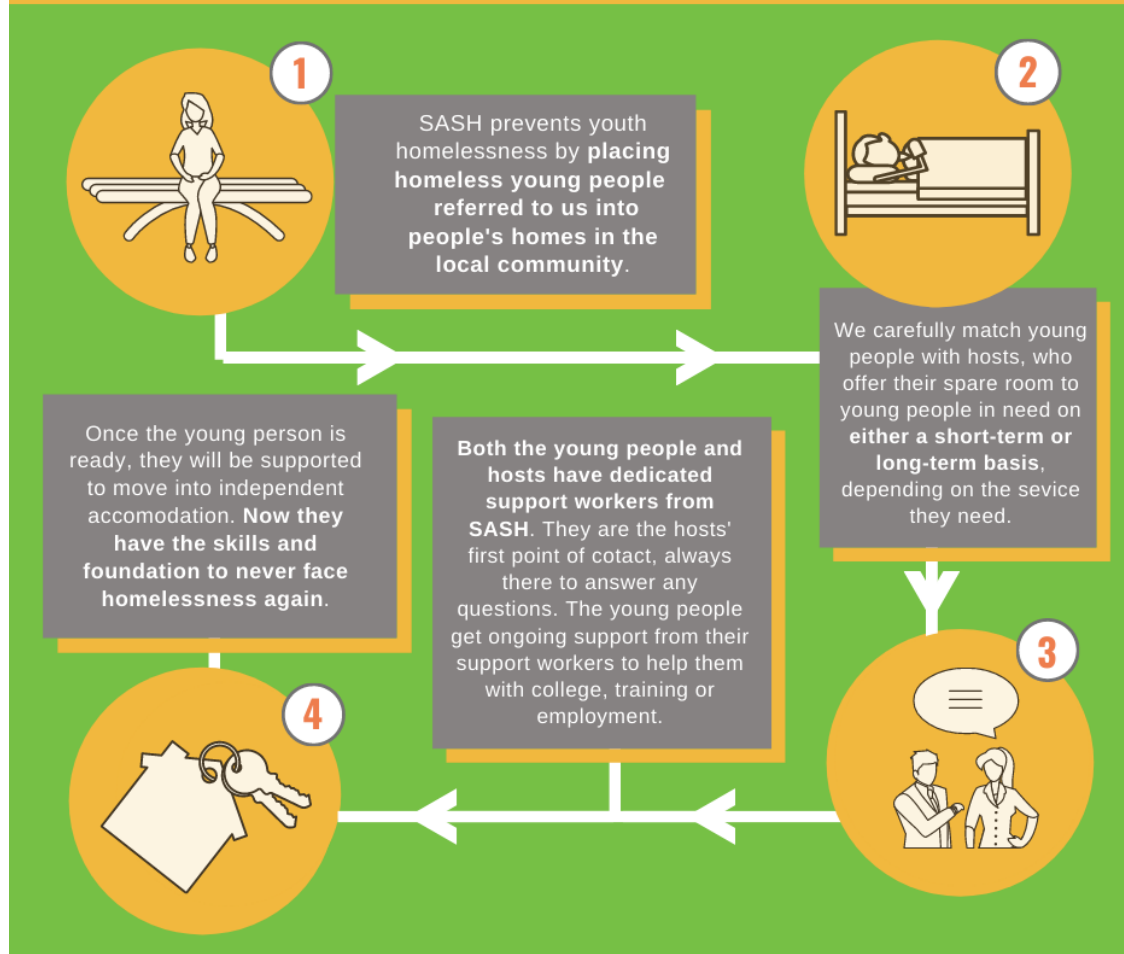 1
SASH prevents youth
homelessness by placing
homeless young people
referred to us into
people's homes in the
local community.
2
We carefully match young
people with hosts, who
offer their spare room to
young people in need on
either a short-term or
long-term basis,
depending on the sevice
they need.
3
Both the young people and
hosts have dedicated
support workers from
SASH. They are the hosts'
first point of cotact, always
there to answer any
questions. The young people
get ongoing support from their
support workers to help them
with college, training or
employment.
4
Once the young person is
ready, they will be supported
to move into independent
accomodation. Now they
have the skills and
foundation to never face
homelessness again.